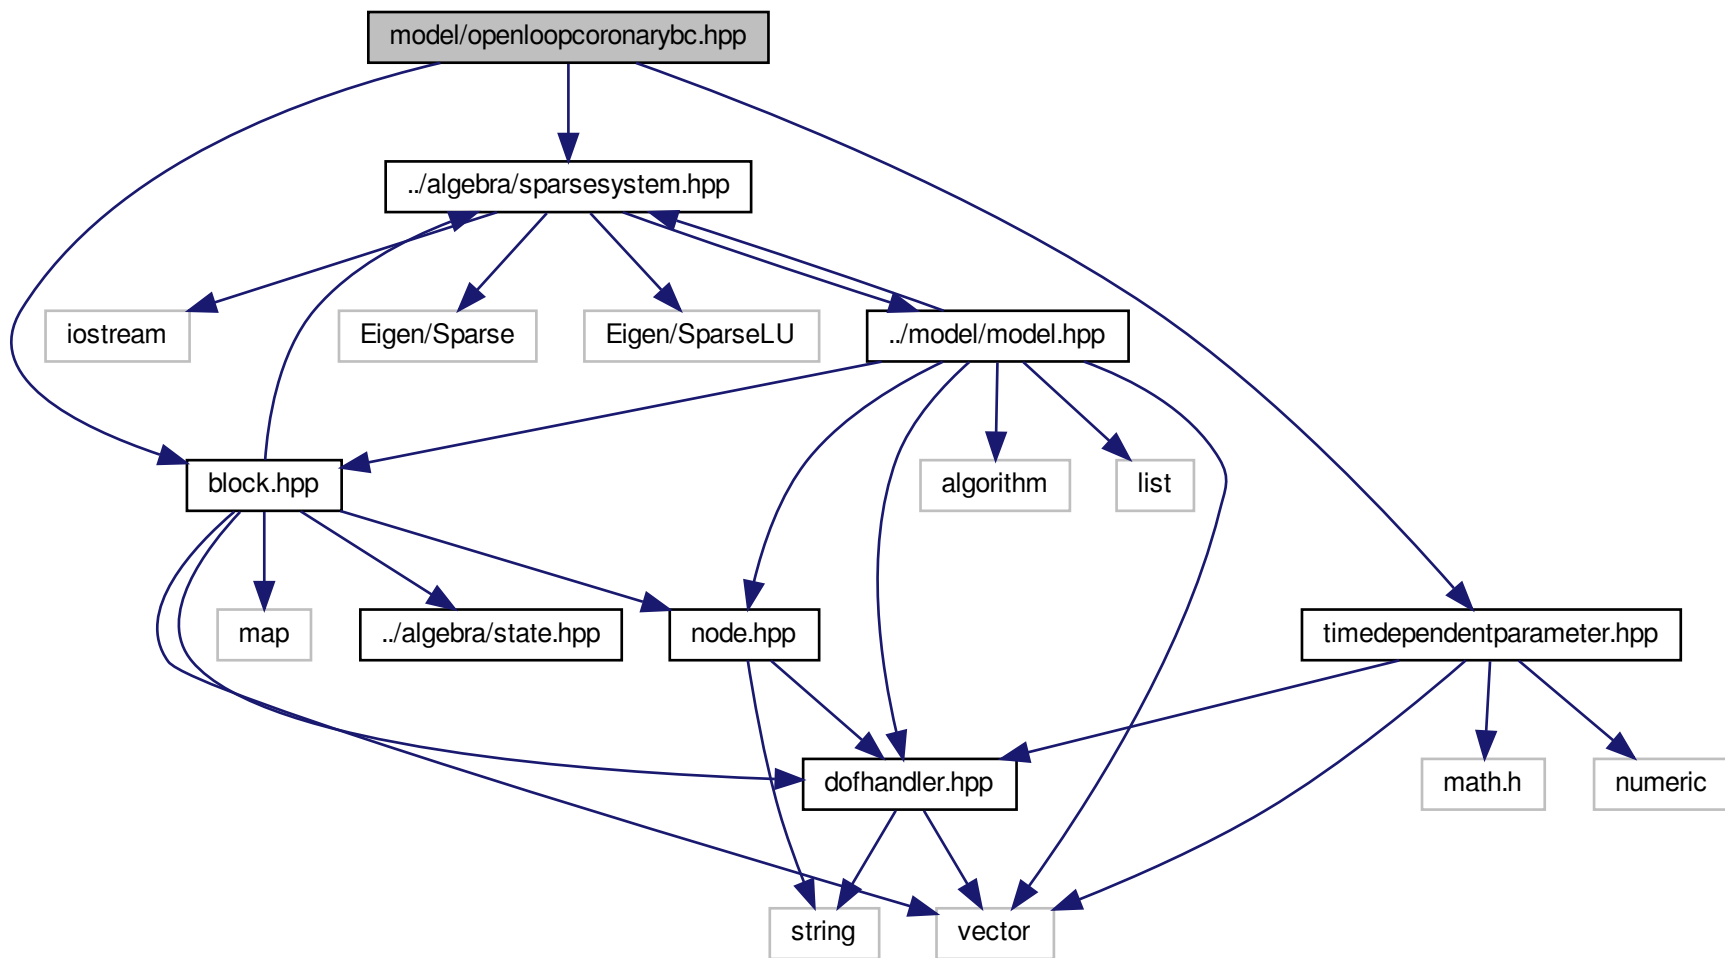 model/openloopcoronarybc.hpp
../algebra/sparsesystem.hpp
iostream
Eigen/Sparse
Eigen/SparseLU
../model/model.hpp
block.hpp
algorithm
list
map
../algebra/state.hpp
node.hpp
timedependentparameter.hpp
dofhandler.hpp
math.h
numeric
string
vector